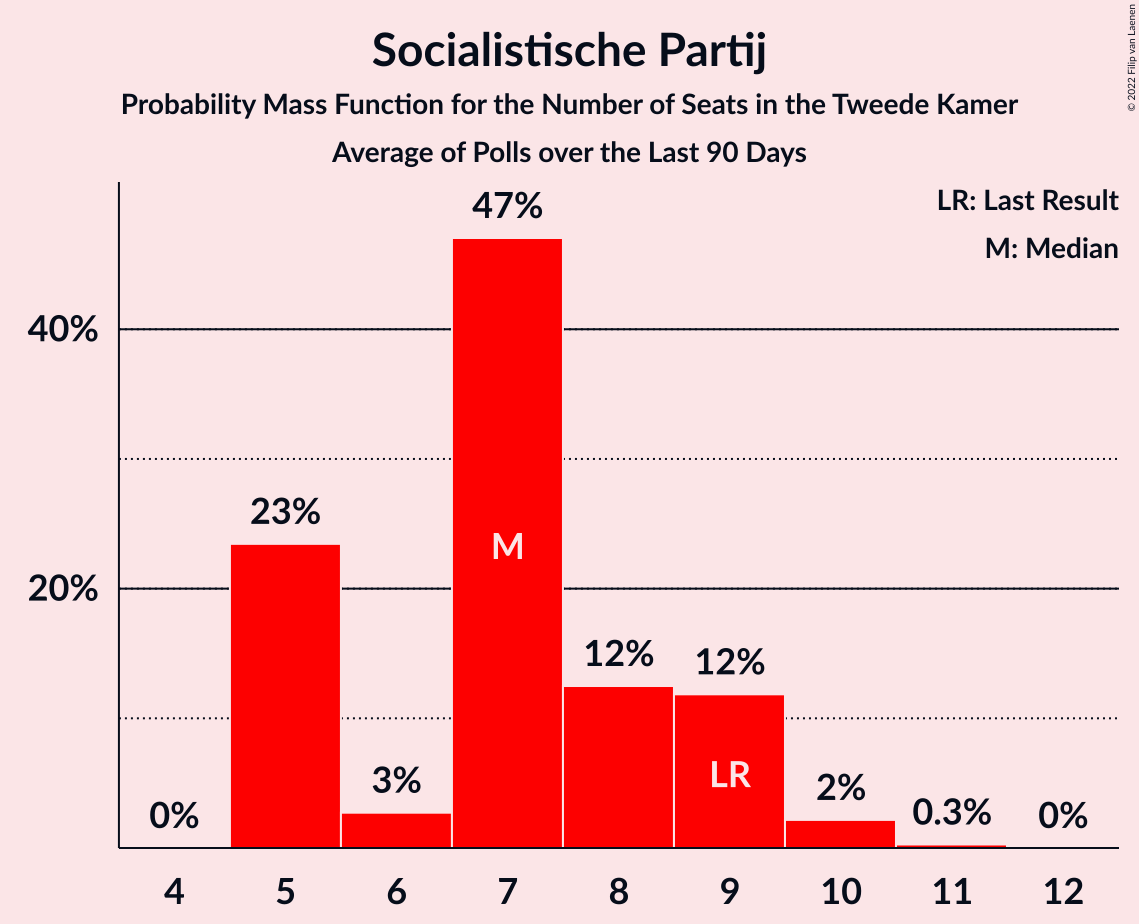 Socialistische Partij
Probability Mass Function for the Number of Seats in the Tweede Kamer
Average of Polls over the Last 90 Days
© 2022 Filip van Laenen
LR: Last Result
M: Median
47%
40%
23%
M
20%
12%
12%
LR
3%
2%
0%
0.3%
0%
4 5 6 7 8 9 10 11 12